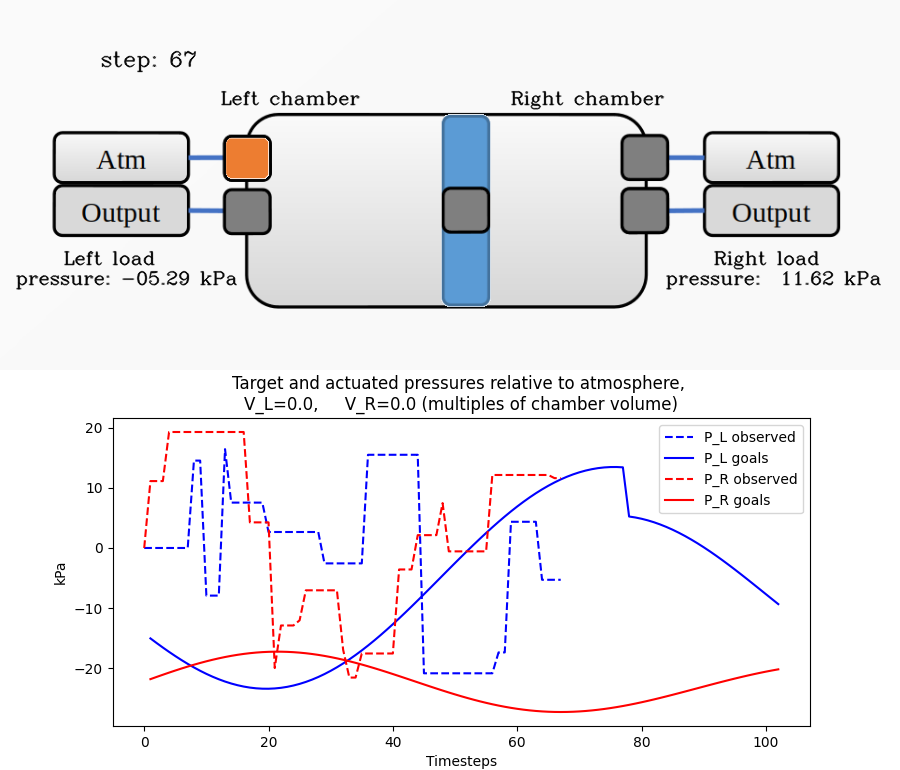 step: 67
Left chamber
Right chamber
Atm
Atm
Output
Output
Left load
pressure: -05.29 kPa
Right load
pressure:  11.62 kPa
Target and actuated pressures relative to atmosphere,
V_L=0.0,     V_R=0.0 (multiples of chamber volume)
P_L observed
P_L goals
P_R observed
P_R goals
kPa
20
10
0
−10
−20
0
20
40
60
80
100
Timesteps